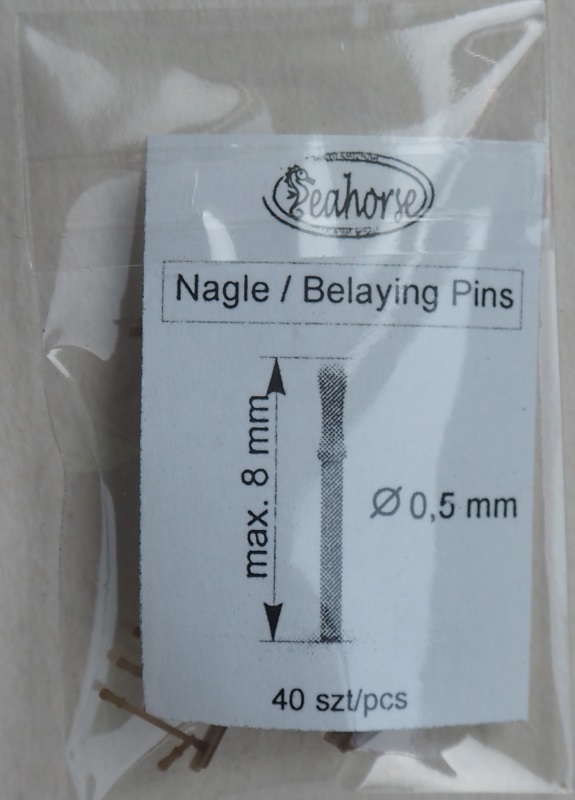 Seahorse
Nagle / Belaying Pins
max. 8 mm
Ø 0,5 mm
40 szt/pcs